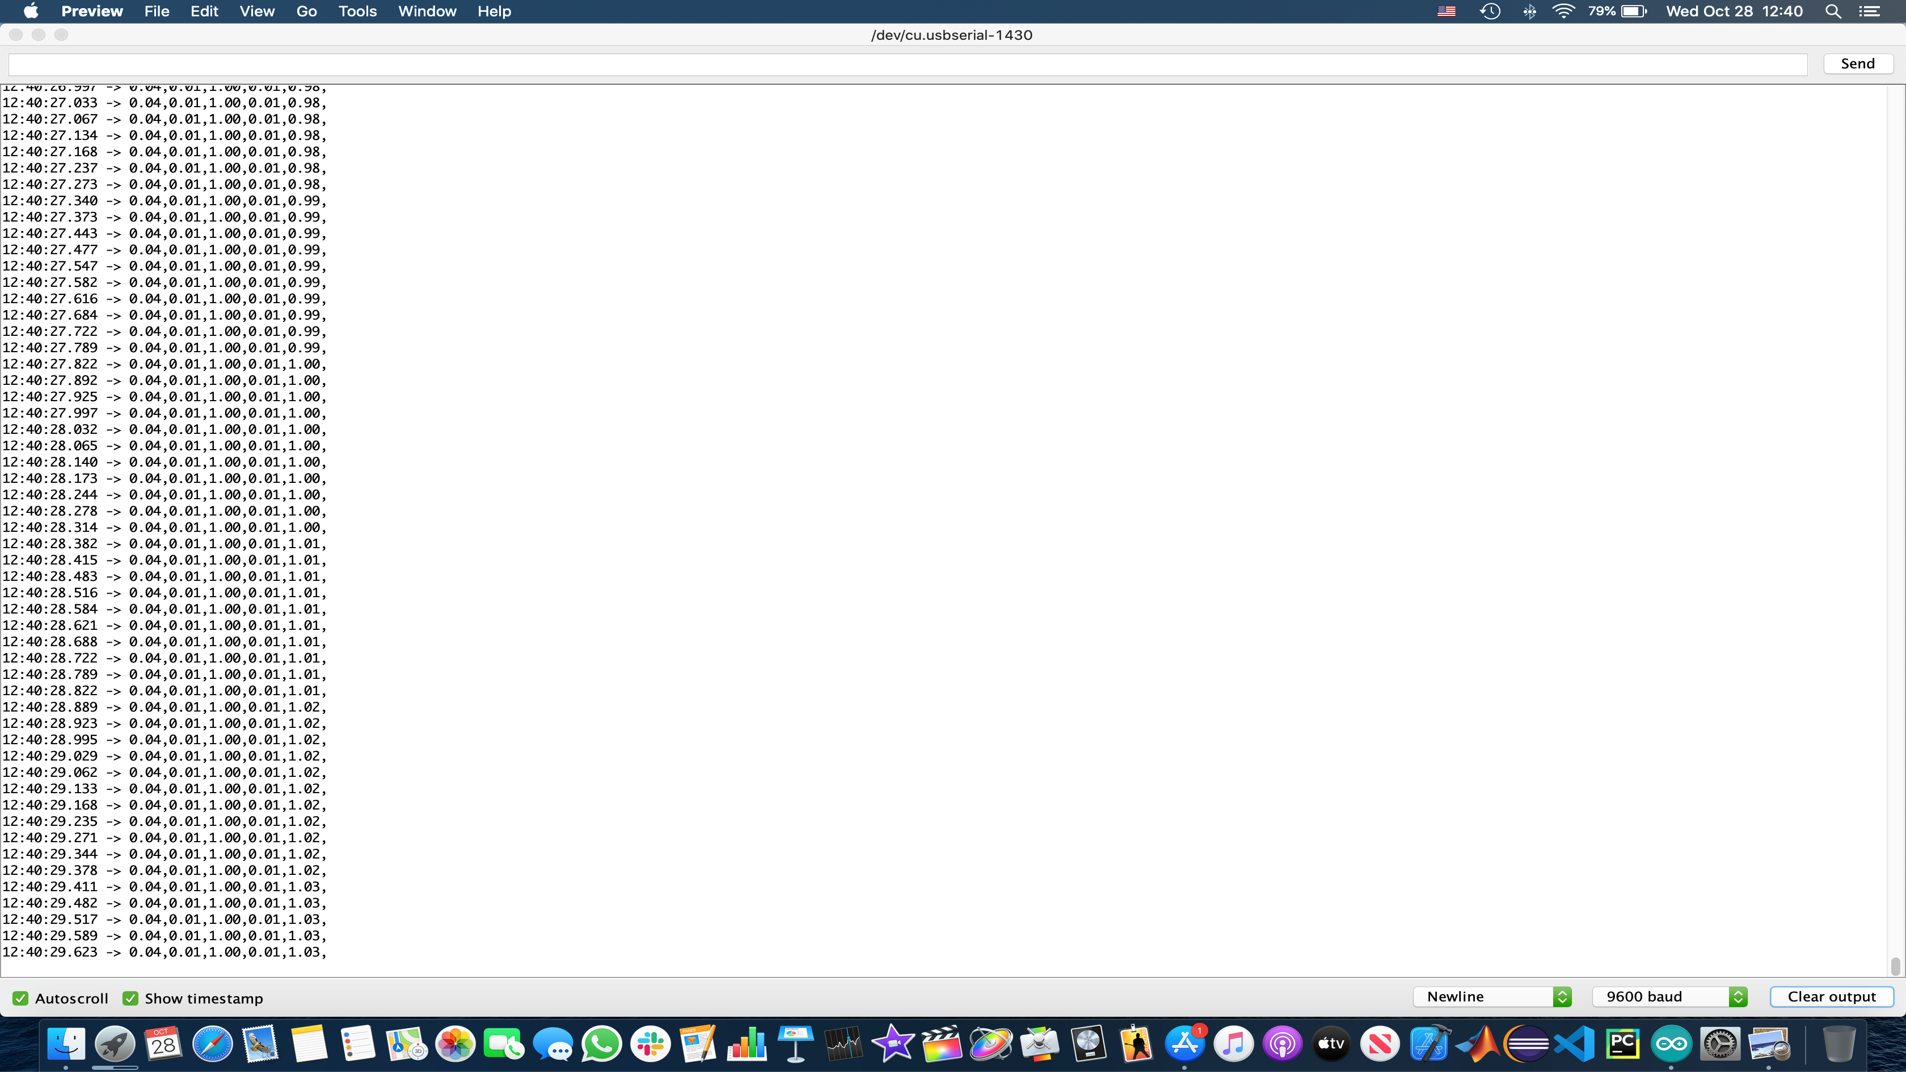 Preview File Edit View Go Tools Window Help 79% Wed Oct 28 12:40
/dev/cu.usbserial-1430
Send
12:40:26.997 -> 0.04,0.01,1.00,0.01,0.98,
12:40:27.033 -> 0.04,0.01,1.00,0.01,0.98,
12:40:27.067 -> 0.04,0.01,1.00,0.01,0.98,
12:40:27.134 -> 0.04,0.01,1.00,0.01,0.98,
12:40:27.168 -> 0.04,0.01,1.00,0.01,0.98,
12:40:27.237 -> 0.04,0.01,1.00,0.01,0.98,
12:40:27.273 -> 0.04,0.01,1.00,0.01,0.98,
12:40:27.340 -> 0.04,0.01,1.00,0.01,0.99,
12:40:27.373 -> 0.04,0.01,1.00,0.01,0.99,
12:40:27.443 -> 0.04,0.01,1.00,0.01,0.99,
12:40:27.477 -> 0.04,0.01,1.00,0.01,0.99,
12:40:27.547 -> 0.04,0.01,1.00,0.01,0.99,
12:40:27.582 -> 0.04,0.01,1.00,0.01,0.99,
12:40:27.616 -> 0.04,0.01,1.00,0.01,0.99,
12:40:27.684 -> 0.04,0.01,1.00,0.01,0.99,
12:40:27.722 -> 0.04,0.01,1.00,0.01,0.99,
12:40:27.789 -> 0.04,0.01,1.00,0.01,0.99,
12:40:27.822 -> 0.04,0.01,1.00,0.01,1.00,
12:40:27.892 -> 0.04,0.01,1.00,0.01,1.00,
12:40:27.925 -> 0.04,0.01,1.00,0.01,1.00,
12:40:27.997 -> 0.04,0.01,1.00,0.01,1.00,
12:40:28.032 -> 0.04,0.01,1.00,0.01,1.00,
12:40:28.065 -> 0.04,0.01,1.00,0.01,1.00,
12:40:28.140 -> 0.04,0.01,1.00,0.01,1.00,
12:40:28.173 -> 0.04,0.01,1.00,0.01,1.00,
12:40:28.244 -> 0.04,0.01,1.00,0.01,1.00,
12:40:28.278 -> 0.04,0.01,1.00,0.01,1.00,
12:40:28.314 -> 0.04,0.01,1.00,0.01,1.00,
12:40:28.382 -> 0.04,0.01,1.00,0.01,1.01,
12:40:28.415 -> 0.04,0.01,1.00,0.01,1.01,
12:40:28.483 -> 0.04,0.01,1.00,0.01,1.01,
12:40:28.516 -> 0.04,0.01,1.00,0.01,1.01,
12:40:28.584 -> 0.04,0.01,1.00,0.01,1.01,
12:40:28.621 -> 0.04,0.01,1.00,0.01,1.01,
12:40:28.688 -> 0.04,0.01,1.00,0.01,1.01,
12:40:28.722 -> 0.04,0.01,1.00,0.01,1.01,
12:40:28.789 -> 0.04,0.01,1.00,0.01,1.01,
12:40:28.822 -> 0.04,0.01,1.00,0.01,1.01,
12:40:28.889 -> 0.04,0.01,1.00,0.01,1.02,
12:40:28.923 -> 0.04,0.01,1.00,0.01,1.02,
12:40:28.995 -> 0.04,0.01,1.00,0.01,1.02,
12:40:29.029 -> 0.04,0.01,1.00,0.01,1.02,
12:40:29.062 -> 0.04,0.01,1.00,0.01,1.02,
12:40:29.133 -> 0.04,0.01,1.00,0.01,1.02,
12:40:29.168 -> 0.04,0.01,1.00,0.01,1.02,
12:40:29.235 -> 0.04,0.01,1.00,0.01,1.02,
12:40:29.271 -> 0.04,0.01,1.00,0.01,1.02,
12:40:29.344 -> 0.04,0.01,1.00,0.01,1.02,
12:40:29.378 -> 0.04,0.01,1.00,0.01,1.02,
12:40:29.411 -> 0.04,0.01,1.00,0.01,1.03,
12:40:29.482 -> 0.04,0.01,1.00,0.01,1.03,
12:40:29.517 -> 0.04,0.01,1.00,0.01,1.03,
12:40:29.589 -> 0.04,0.01,1.00,0.01,1.03,
12:40:29.623 -> 0.04,0.01,1.00,0.01,1.03,
Autoscroll Show timestamp Newline 9600 baud Clear output
OCT 28 3D 1 tv PC